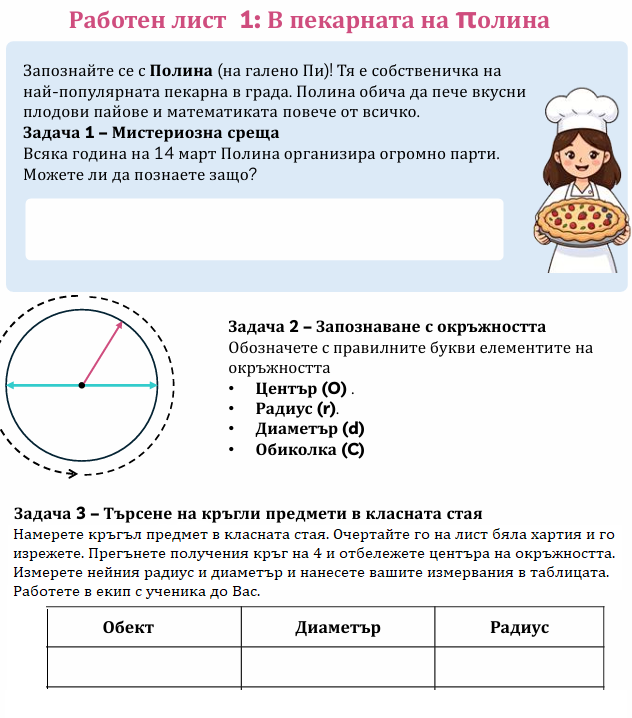 Работен лист 1: В пекарната на πолина
Запознайте се с Полина (на галено Пи)! Тя е собственичка на
най-популярната пекарна в града. Полина обича да пече вкусни
плодови пайове и математиката повече от всичко.
Задача 1 – Мистериозна среща
Всяка година на 14 март Полина организира огромно парти.
Можете ли да познаете защо?
Задача 2 – Запознаване с окръжността
Обозначете с правилните букви елементите на
окръжността
• Център (O) .
• Радиус (r).
• Диаметър (d)
• Обиколка (C)
Задача 3 – Търсене на кръгли предмети в класната стая
Намерете кръгъл предмет в класната стая. Очертайте го на лист бяла хартия и го
изрежете. Прегънете получения кръг на 4 и отбележете центъра на окръжността.
Измерете нейния радиус и диаметър и нанесете вашите измервания в таблицата.
Работете в екип с ученика до Вас.
Обект Диаметър Радиус